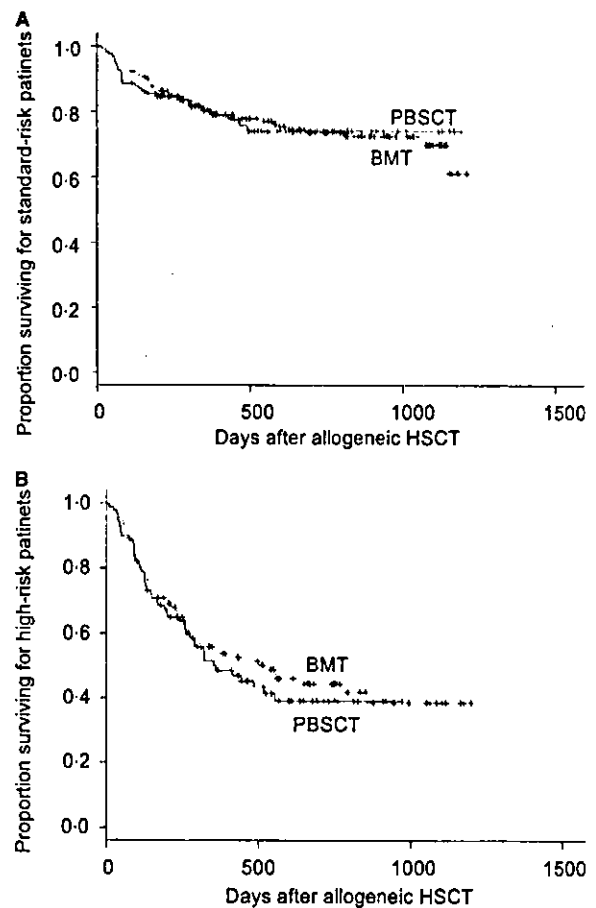 A
Proportion surviving for standard-risk patinets
1·0
0·8
0·6
0·4
0·2
0·0
PBSCT
BMT
0
500
1000
1500
Days after allogeneic HSCT
B
Proportion surviving for high-risk patinets
1·0
0·8
0·6
0·4
0·2
0·0
BMT
PBSCT
0
500
1000
1500
Days after allogeneic HSCT